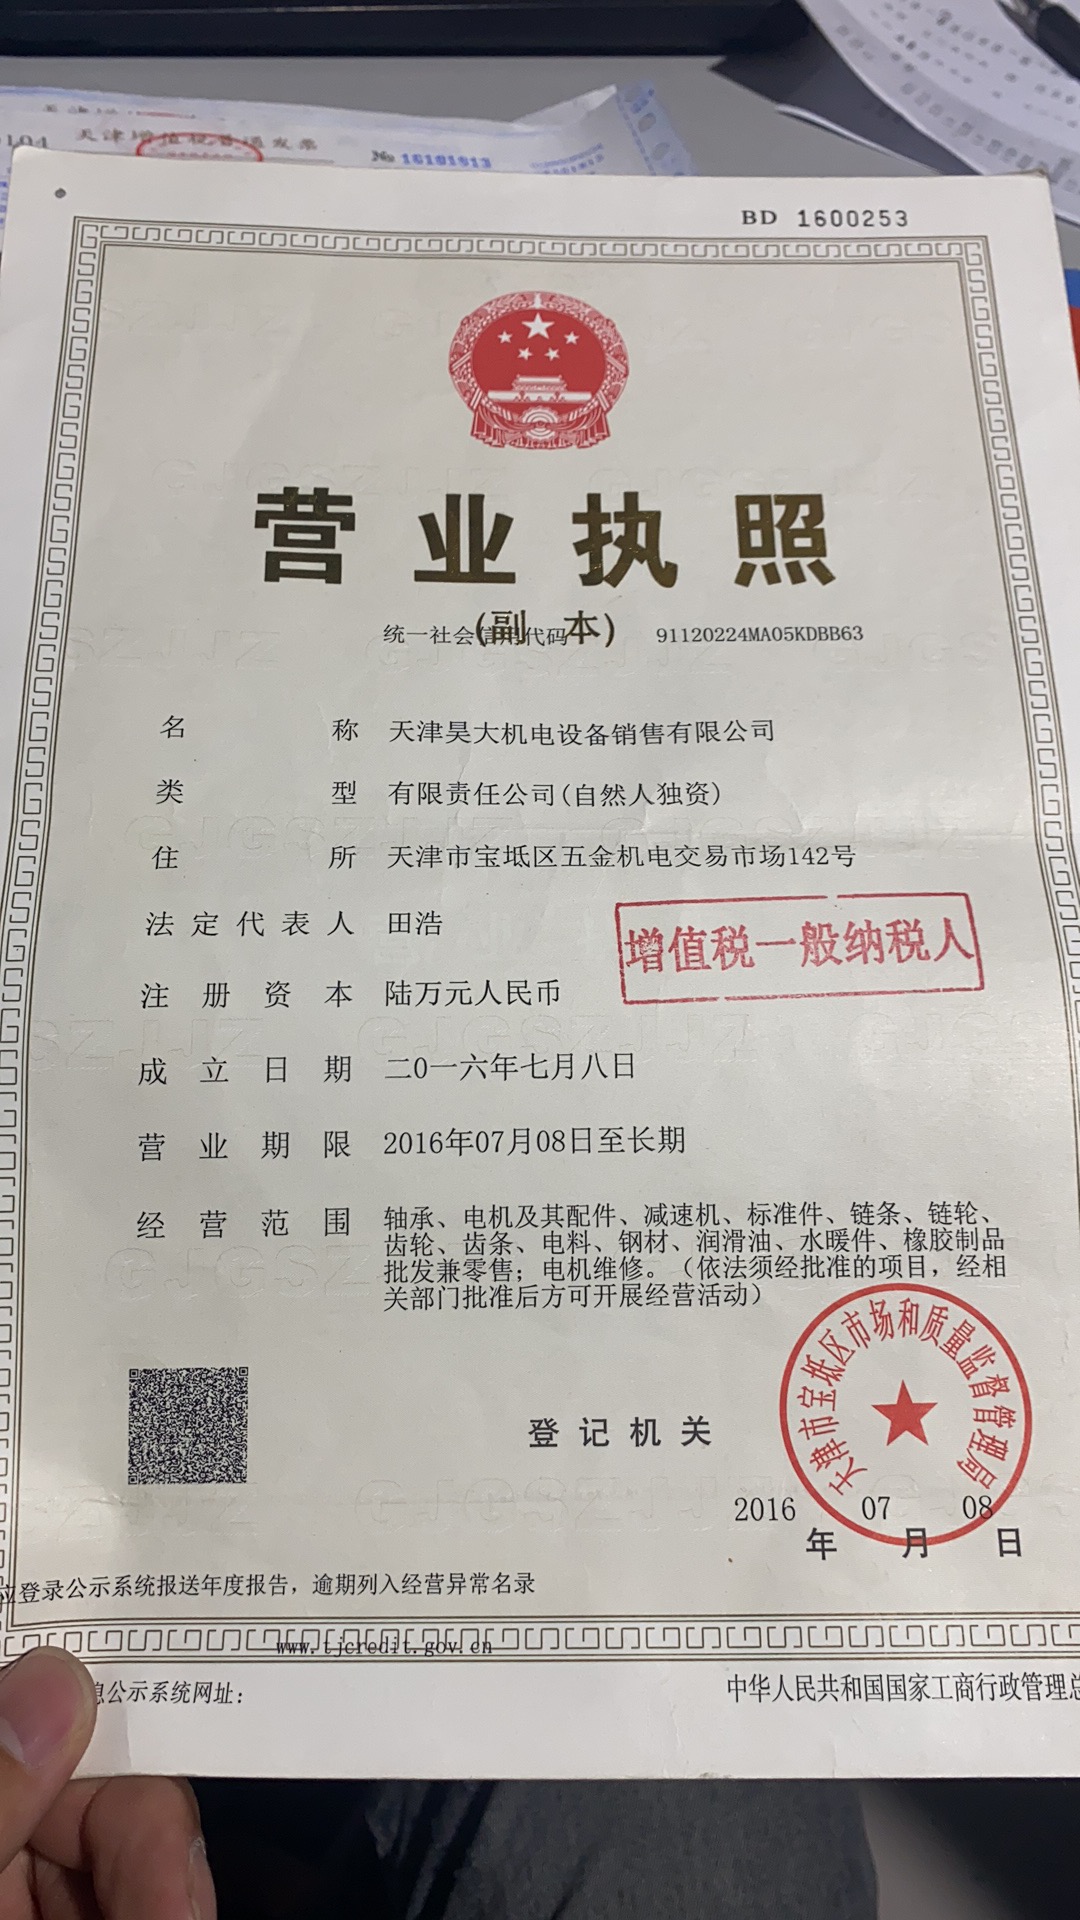 天津增值税普通发票
№ 16101913
BD 1600253
营业执照
(副 本)
统一社会信用代码 91120224MA05KDBB63
名 称 天津昊大机电设备销售有限公司
类 型 有限责任公司(自然人独资)
住 所 天津市宝坻区五金机电交易市场142号
法定代表人 田浩
增值税一般纳税人
注册资本 陆万元人民币
成立日期 二0一六年七月八日
营业期限 2016年07月08日至长期
经营范围 轴承、电机及其配件、减速机、标准件、链条、链轮、
齿轮、齿条、电料、钢材、润滑油、水暖件、橡胶制品
批发兼零售；电机维修。（依法须经批准的项目，经相
关部门批准后方可开展经营活动）
登记机关
天津市宝坻区市场和质量监督管理局
2016 07 08
年 月 日
登录公示系统报送年度报告，逾期列入经营异常名录
www.tjcredit.gov.cn
息公示系统网址：
中华人民共和国国家工商行政管理总